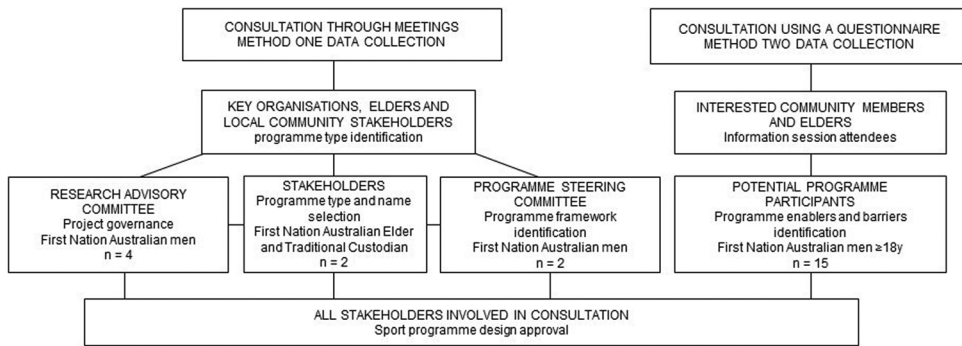 CONSULTATION THROUGH MEETINGS
METHOD ONE DATA COLLECTION
CONSULTATION USING A QUESTIONNAIRE
METHOD TWO DATA COLLECTION
KEY ORGANISATIONS, ELDERS AND
LOCAL COMMUNITY STAKEHOLDERS
programme type identification
INTERESTED COMMUNITY MEMBERS
AND ELDERS
Information session attendees
RESEARCH ADVISORY
COMMITTEE
Project governance
First Nation Australian men
n = 4
STAKEHOLDERS
Programme type and name
selection
First Nation Australian Elder
and Traditional Custodian
n = 2
PROGRAMME STEERING
COMMITTEE
Programme framework
identification
First Nation Australian men
n = 2
POTENTIAL PROGRAMME
PARTICIPANTS
Programme enablers and barriers
identification
First Nation Australian men ≥18y
n = 15
ALL STAKEHOLDERS INVOLVED IN CONSULTATION
Sport programme design approval